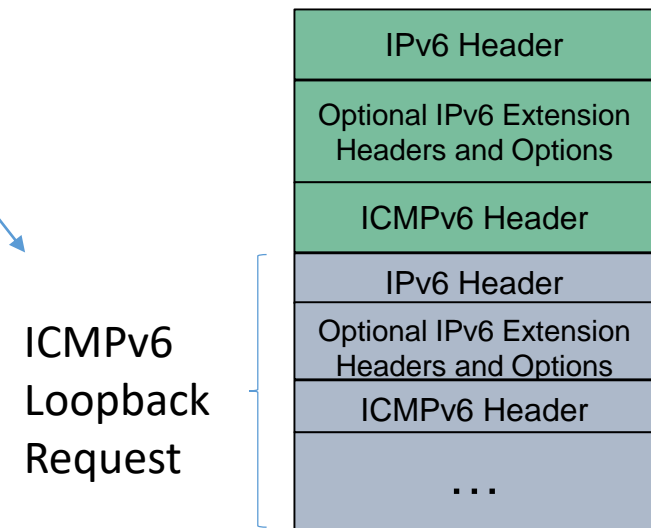 IPv6 Header
Optional IPv6 Extension
Headers and Options
ICMPv6 Header
IPv6 Header
Optional IPv6 Extension
Headers and Options
ICMPv6 Header
...
ICMPv6
Loopback
Request